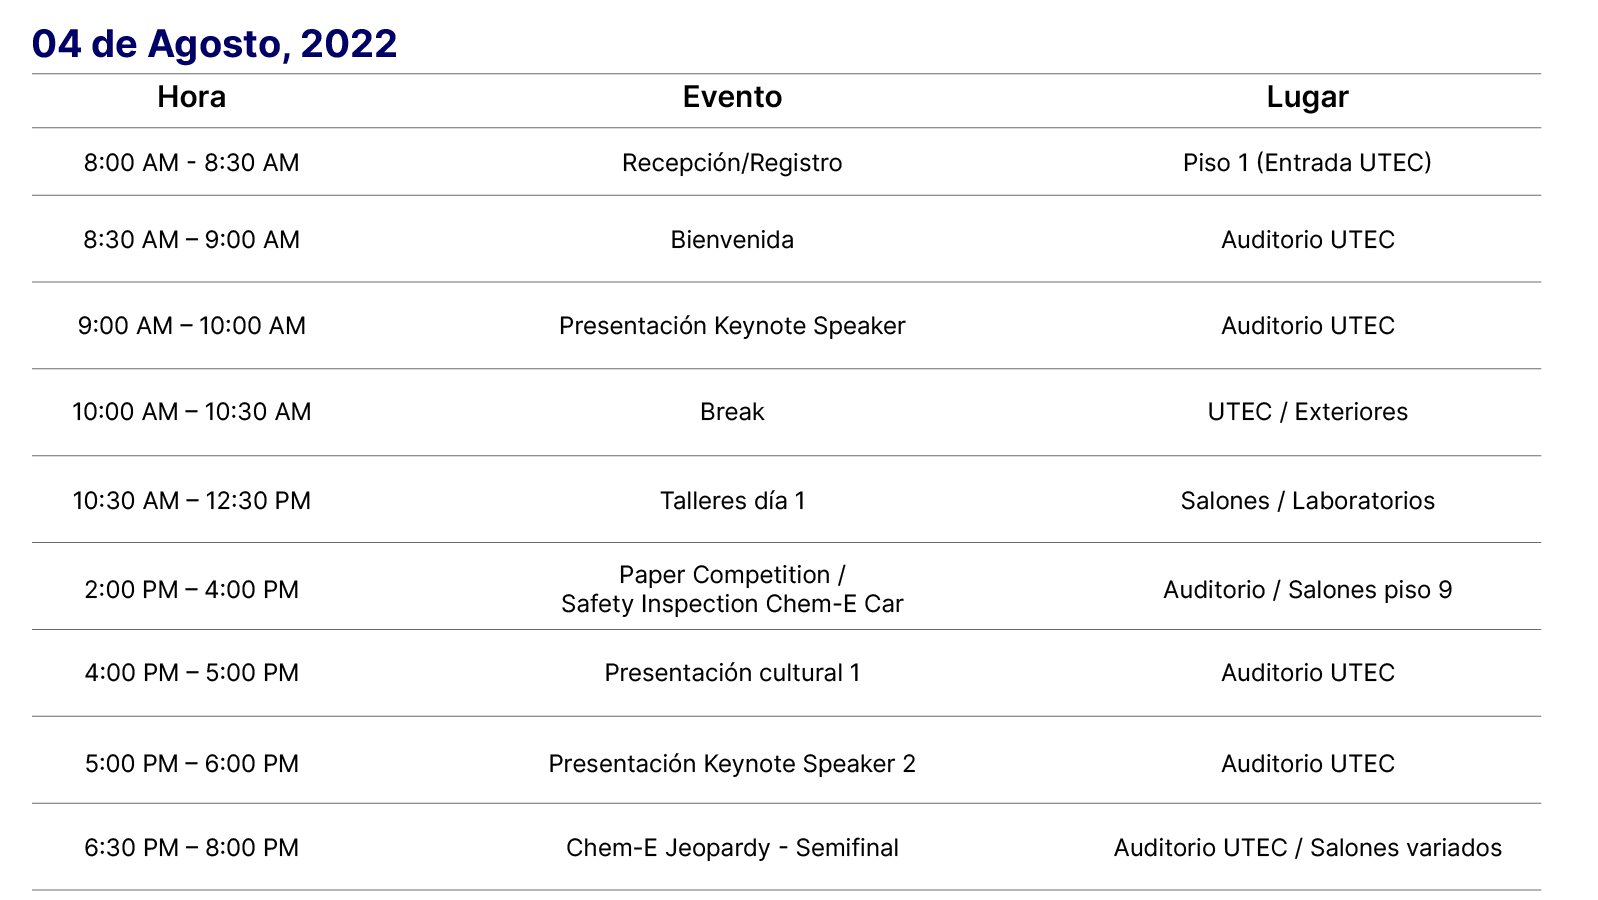 04 de Agosto, 2022
Hora Evento Lugar
8:00 AM - 8:30 AM Recepción/Registro Piso 1 (Entrada UTEC)
8:30 AM – 9:00 AM Bienvenida Auditorio UTEC
9:00 AM – 10:00 AM Presentación Keynote Speaker Auditorio UTEC
10:00 AM – 10:30 AM Break UTEC / Exteriores
10:30 AM – 12:30 PM Talleres día 1 Salones / Laboratorios
2:00 PM – 4:00 PM Paper Competition /
Safety Inspection Chem-E Car Auditorio / Salones piso 9
4:00 PM – 5:00 PM Presentación cultural 1 Auditorio UTEC
5:00 PM – 6:00 PM Presentación Keynote Speaker 2 Auditorio UTEC
6:30 PM – 8:00 PM Chem-E Jeopardy - Semifinal Auditorio UTEC / Salones variados